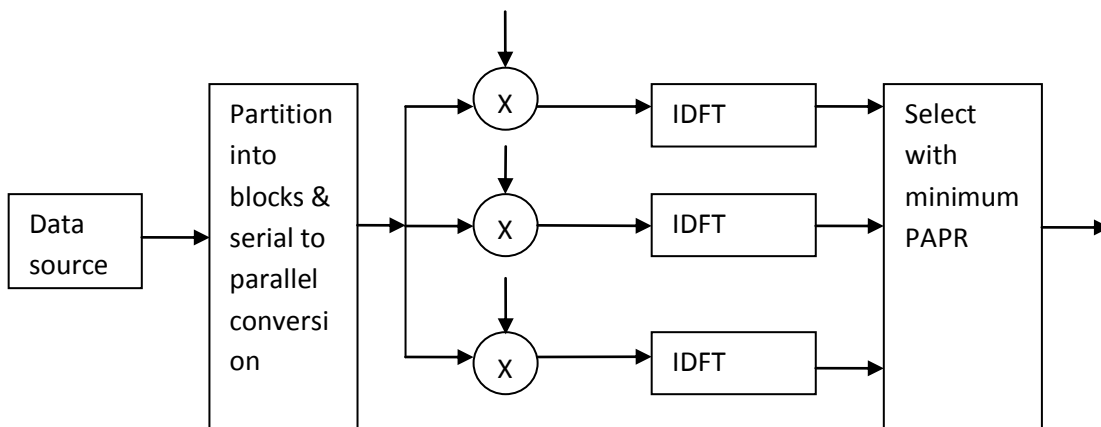 Data
source
Partition
into
blocks &
serial to
parallel
conversi
on
X
X
X
IDFT
IDFT
IDFT
Select
with
minimum
PAPR